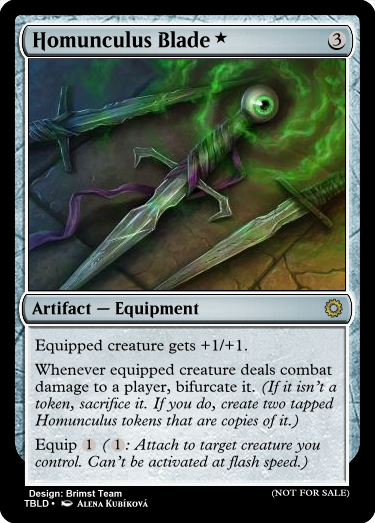 Homunculus Blade ★ 3
Artifact — Equipment
Equipped creature gets +1/+1.
Whenever equipped creature deals combat
damage to a player, bifurcate it. (If it isn't a
token, sacrifice it. If you do, create two tapped
Homunculus tokens that are copies of it.)
Equip 1 (1: Attach to target creature you
control. Can't be activated at flash speed.)
Design: Brimst Team
TBLD • Alena Kubíková
(NOT FOR SALE)